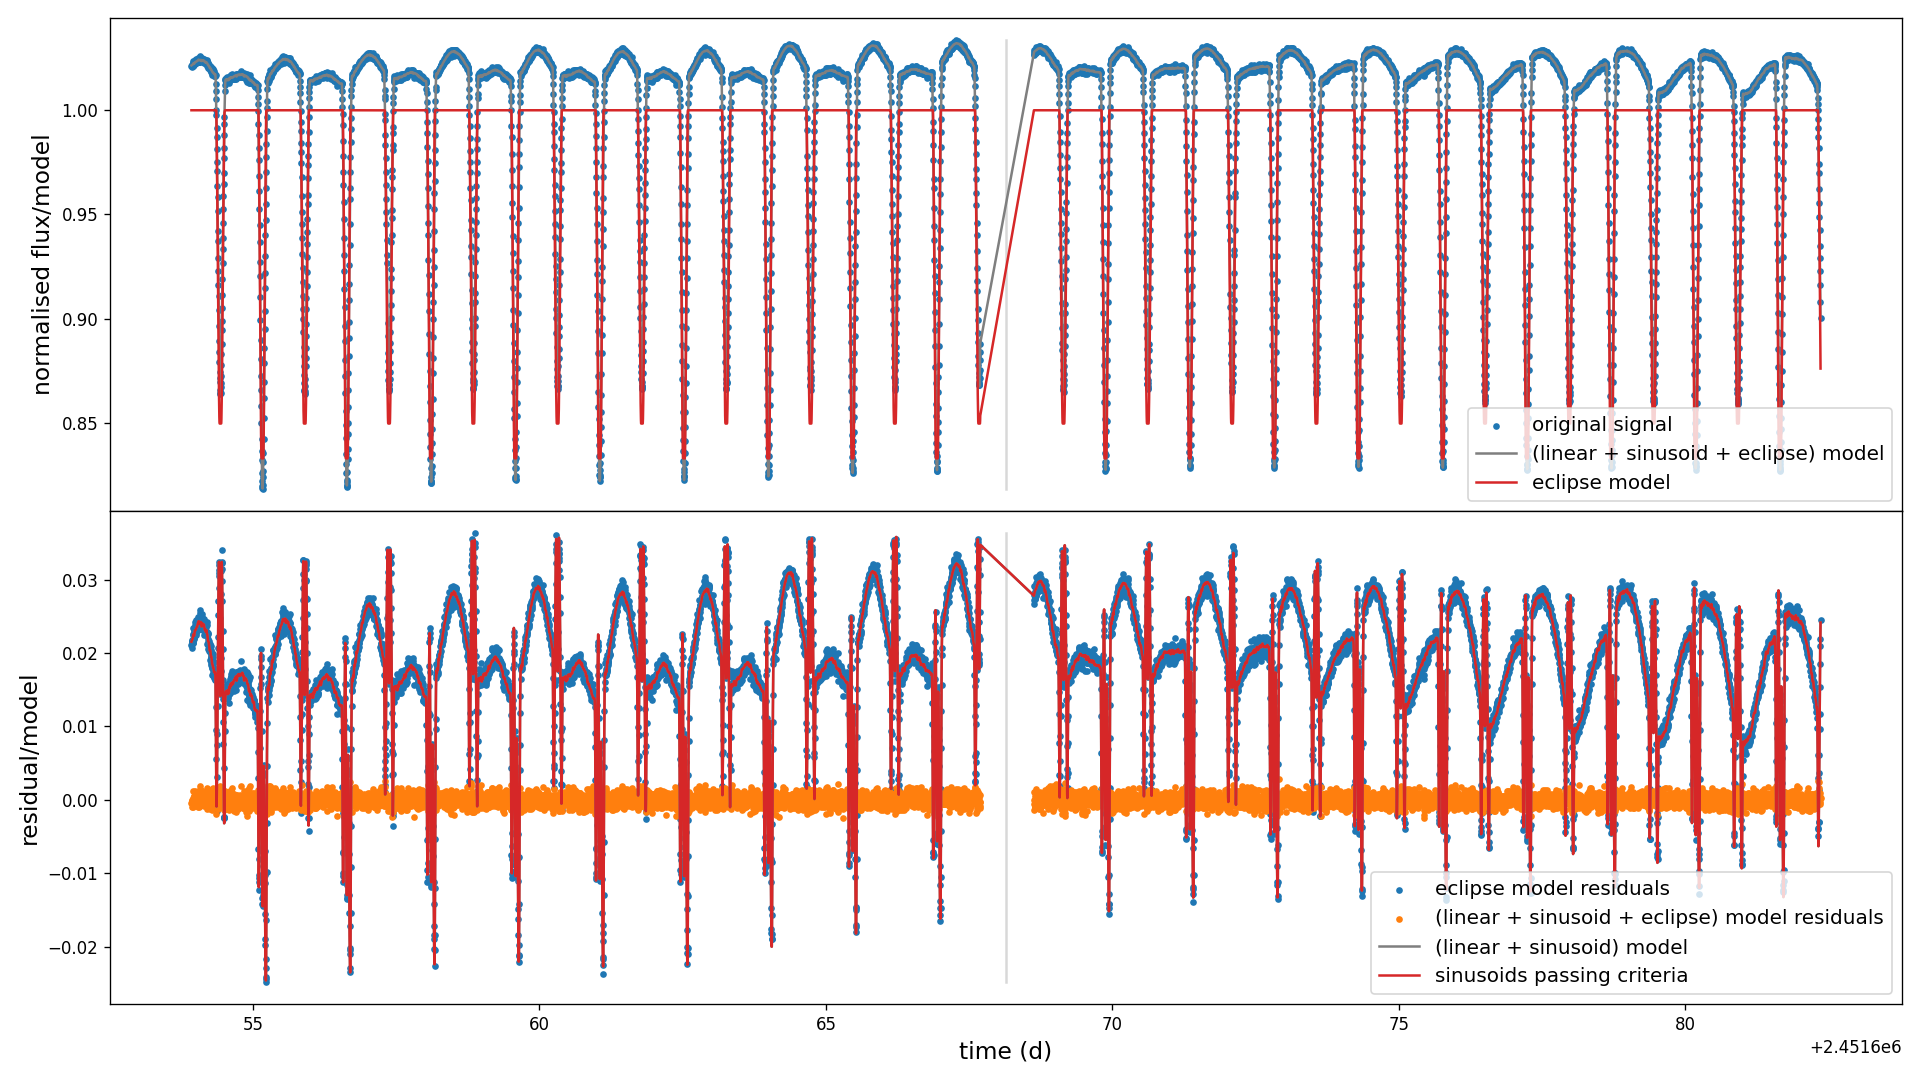 normalised flux/model
1.00
0.95
0.90
0.85
original signal
(linear + sinusoid + eclipse) model
eclipse model
residual/model
0.03
0.02
0.01
0.00
−0.01
−0.02
eclipse model residuals
(linear + sinusoid + eclipse) model residuals
(linear + sinusoid) model
sinusoids passing criteria
55 60 65 70 75 80
time (d)
+2.4516e6